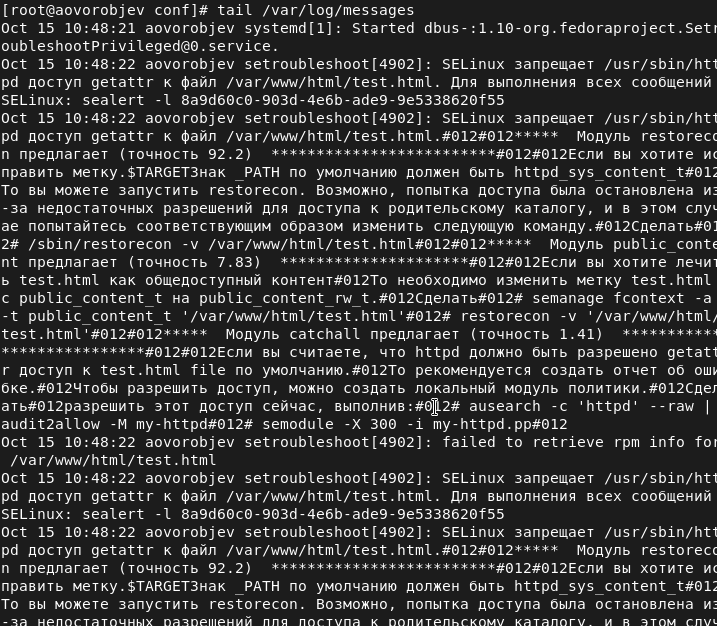 [root@aovorobjev conf]# tail /var/log/messages
Oct 15 10:48:21 aovorobjev systemd[1]: Started dbus-:1.10-org.fedoraproject.Setr
oubleshootPrivileged@0.service.
Oct 15 10:48:22 aovorobjev setroubleshoot[4902]: SELinux запрещает /usr/sbin/htt
pd доступ getattr к файл /var/www/html/test.html. Для выполнения всех сообщений
SELinux: sealert -l 8a9d60c0-903d-4e6b-ade9-9e5338620f55
Oct 15 10:48:22 aovorobjev setroubleshoot[4902]: SELinux запрещает /usr/sbin/htt
pd доступ getattr к файл /var/www/html/test.html.#012#012***** Модуль restoreco
n предлагает (точность 92.2) *************************#012#012Если вы хотите ис
править метку.$TARGETЗнак _PATH по умолчанию должен быть httpd_sys_content_t#012
То вы можете запустить restorecon. Возможно, попытка доступа была остановлена из
-за недостаточных разрешений для доступа к родительскому каталогу, и в этом случ
ае попытайтесь соответствующим образом изменить следующую команду.#012Сделать#01
2# /sbin/restorecon -v /var/www/html/test.html#012#012***** Модуль public_conte
nt предлагает (точность 7.83) *********************#012#012Если вы хотите лечит
ь test.html как общедоступный контент#012То необходимо изменить метку test.html
с public_content_t на public_content_rw_t.#012Сделать#012# semanage fcontext -a
-t public_content_t '/var/www/html/test.html'#012# restorecon -v '/var/www/html/
test.html'#012#012***** Модуль catchall предлагает (точность 1.41) **********
****************#012#012Если вы считаете, что httpd должно быть разрешено getatt
r доступ к test.html file по умолчанию.#012То рекомендуется создать отчет об оши
бке.#012Чтобы разрешить доступ, можно создать локальный модуль политики.#012Сдел
ать#012разрешить этот доступ сейчас, выполнив:#012# ausearch -c 'httpd' --raw |
audit2allow -M my-httpd#012# semodule -X 300 -i my-httpd.pp#012
Oct 15 10:48:22 aovorobjev setroubleshoot[4902]: failed to retrieve rpm info for
/var/www/html/test.html
Oct 15 10:48:22 aovorobjev setroubleshoot[4902]: SELinux запрещает /usr/sbin/htt
pd доступ getattr к файл /var/www/html/test.html. Для выполнения всех сообщений
SELinux: sealert -l 8a9d60c0-903d-4e6b-ade9-9e5338620f55
Oct 15 10:48:22 aovorobjev setroubleshoot[4902]: SELinux запрещает /usr/sbin/htt
pd доступ getattr к файл /var/www/html/test.html.#012#012***** Модуль restoreco
n предлагает (точность 92.2) *************************#012#012Если вы хотите ис
править метку.$TARGETЗнак _PATH по умолчанию должен быть httpd_sys_content_t#012
То вы можете запустить restorecon. Возможно, попытка доступа была остановлена из
-за недостаточных разрешений для доступа к родительскому каталогу, и в этом случ